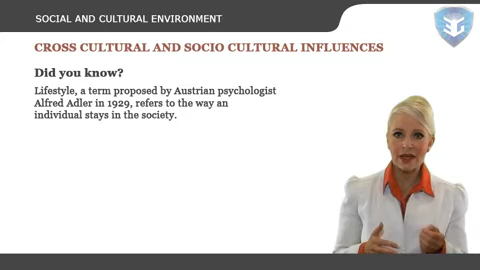 SOCIAL AND CULTURAL ENVIRONMENT
CROSS CULTURAL AND SOCIO CULTURAL INFLUENCES
Did you know?
Lifestyle, a term proposed by Austrian psychologist
Alfred Adler in 1929, refers to the way an
individual stays in the society.